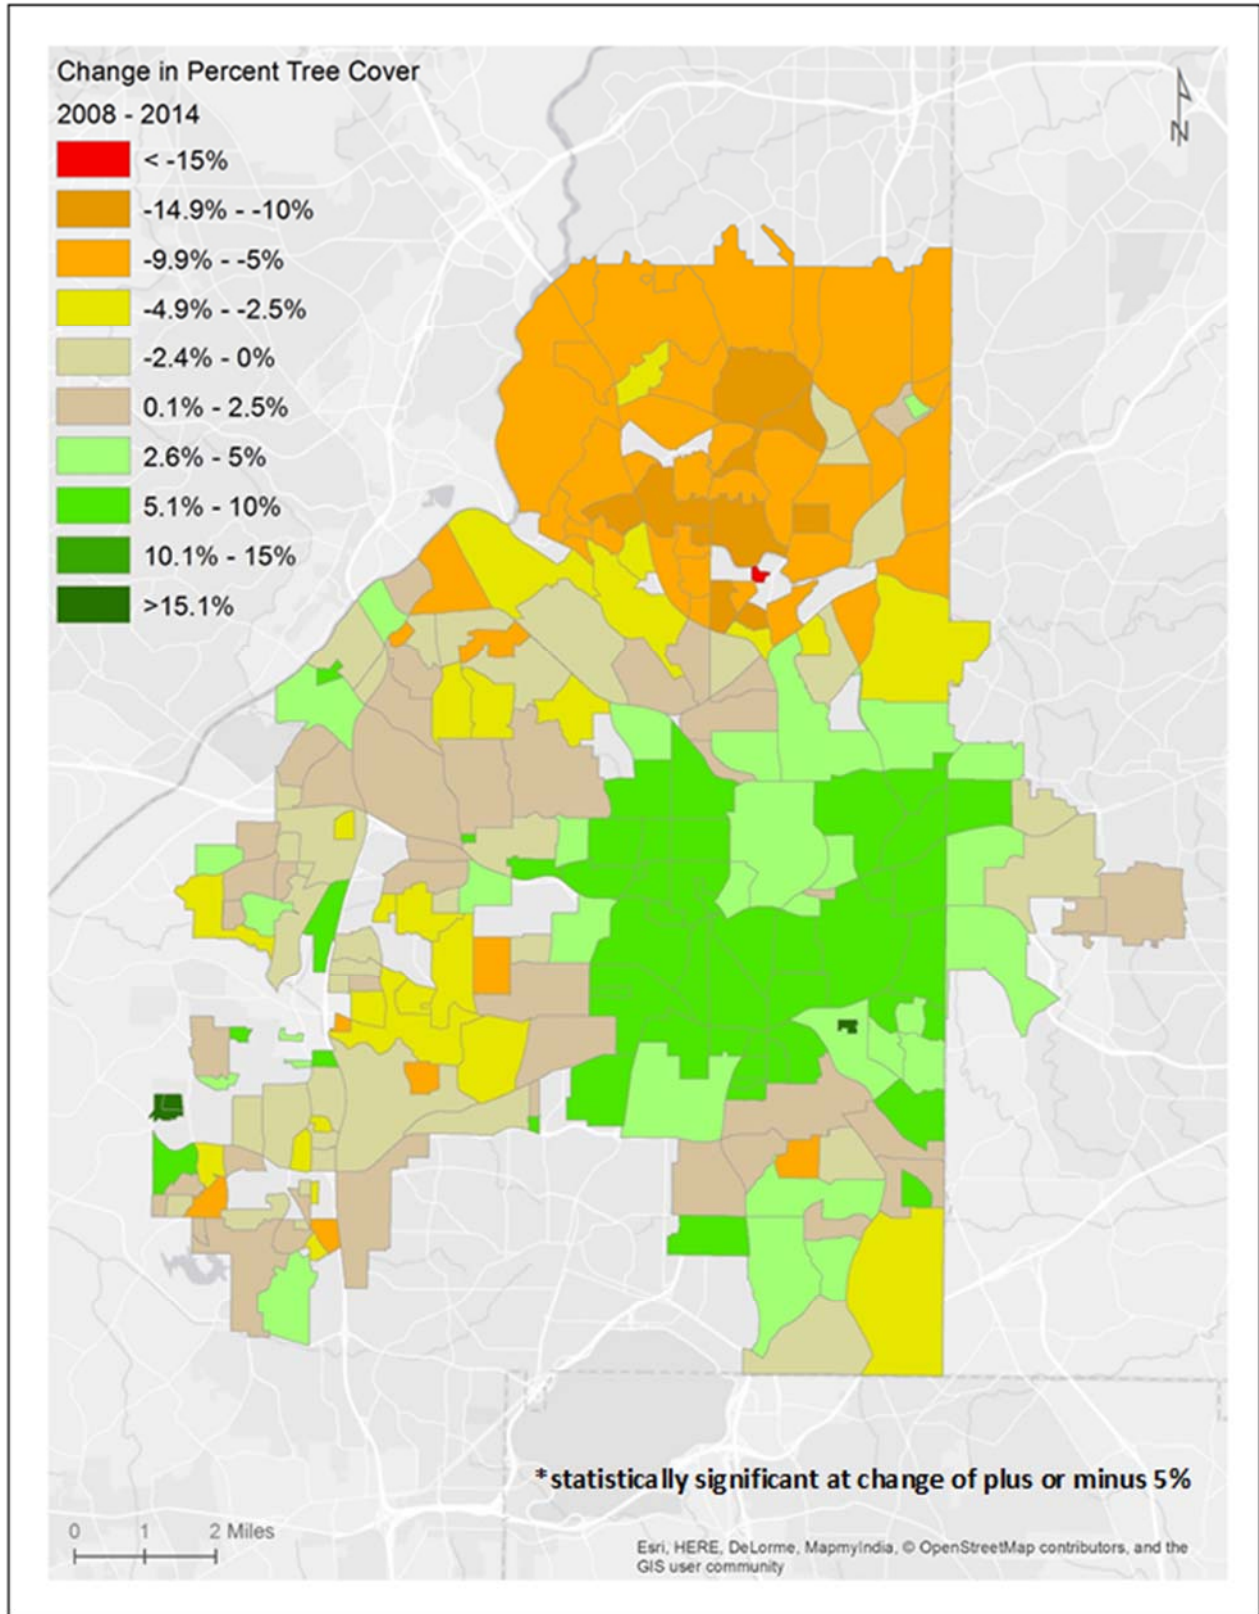 Change in Percent Tree Cover
2008 - 2014
< -15%
-14.9% - -10%
-9.9% - -5%
-4.9% - -2.5%
-2.4% - 0%
0.1% - 2.5%
2.6% - 5%
5.1% - 10%
10.1% - 15%
>15.1%
N
*statistically significant at change of plus or minus 5%
0 1 2 Miles
Esri, HERE, DeLorme, MapmyIndia, © OpenStreetMap contributors, and the
GIS user community